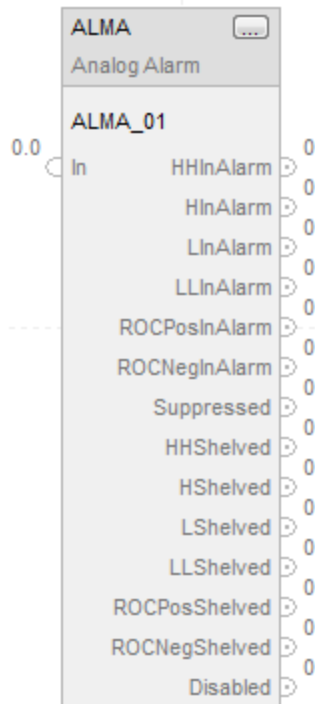 ALMA ...
Analog Alarm
ALMA_01
0.0 In HHInAlarm 0
HInAlarm 0
LInAlarm 0
LLInAlarm 0
ROCPosInAlarm 0
ROCNegInAlarm 0
Suppressed 0
HHShelved 0
HShelved 0
LShelved 0
LLShelved 0
ROCPosShelved 0
ROCNegShelved 0
Disabled 0